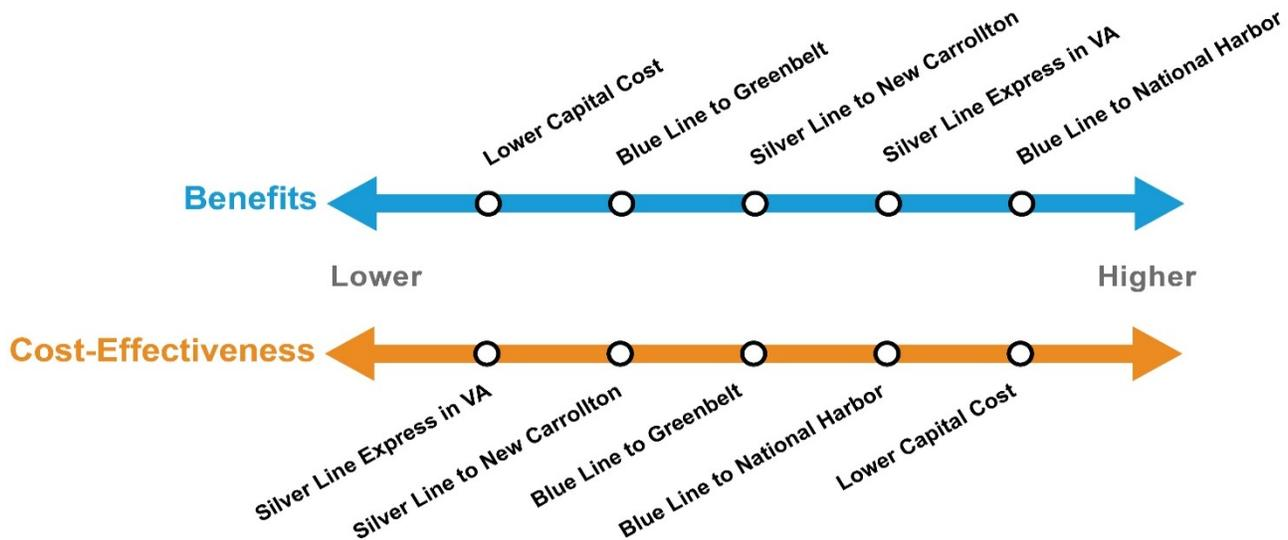 Lower Capital Cost
Blue Line to Greenbelt
Silver Line to New Carrollton
Silver Line Express in VA
Blue Line to National Harbor
Benefits
Lower
Higher
Cost-Effectiveness
Silver Line Express in VA
Silver Line to New Carrollton
Blue Line to Greenbelt
Blue Line to National Harbor
Lower Capital Cost